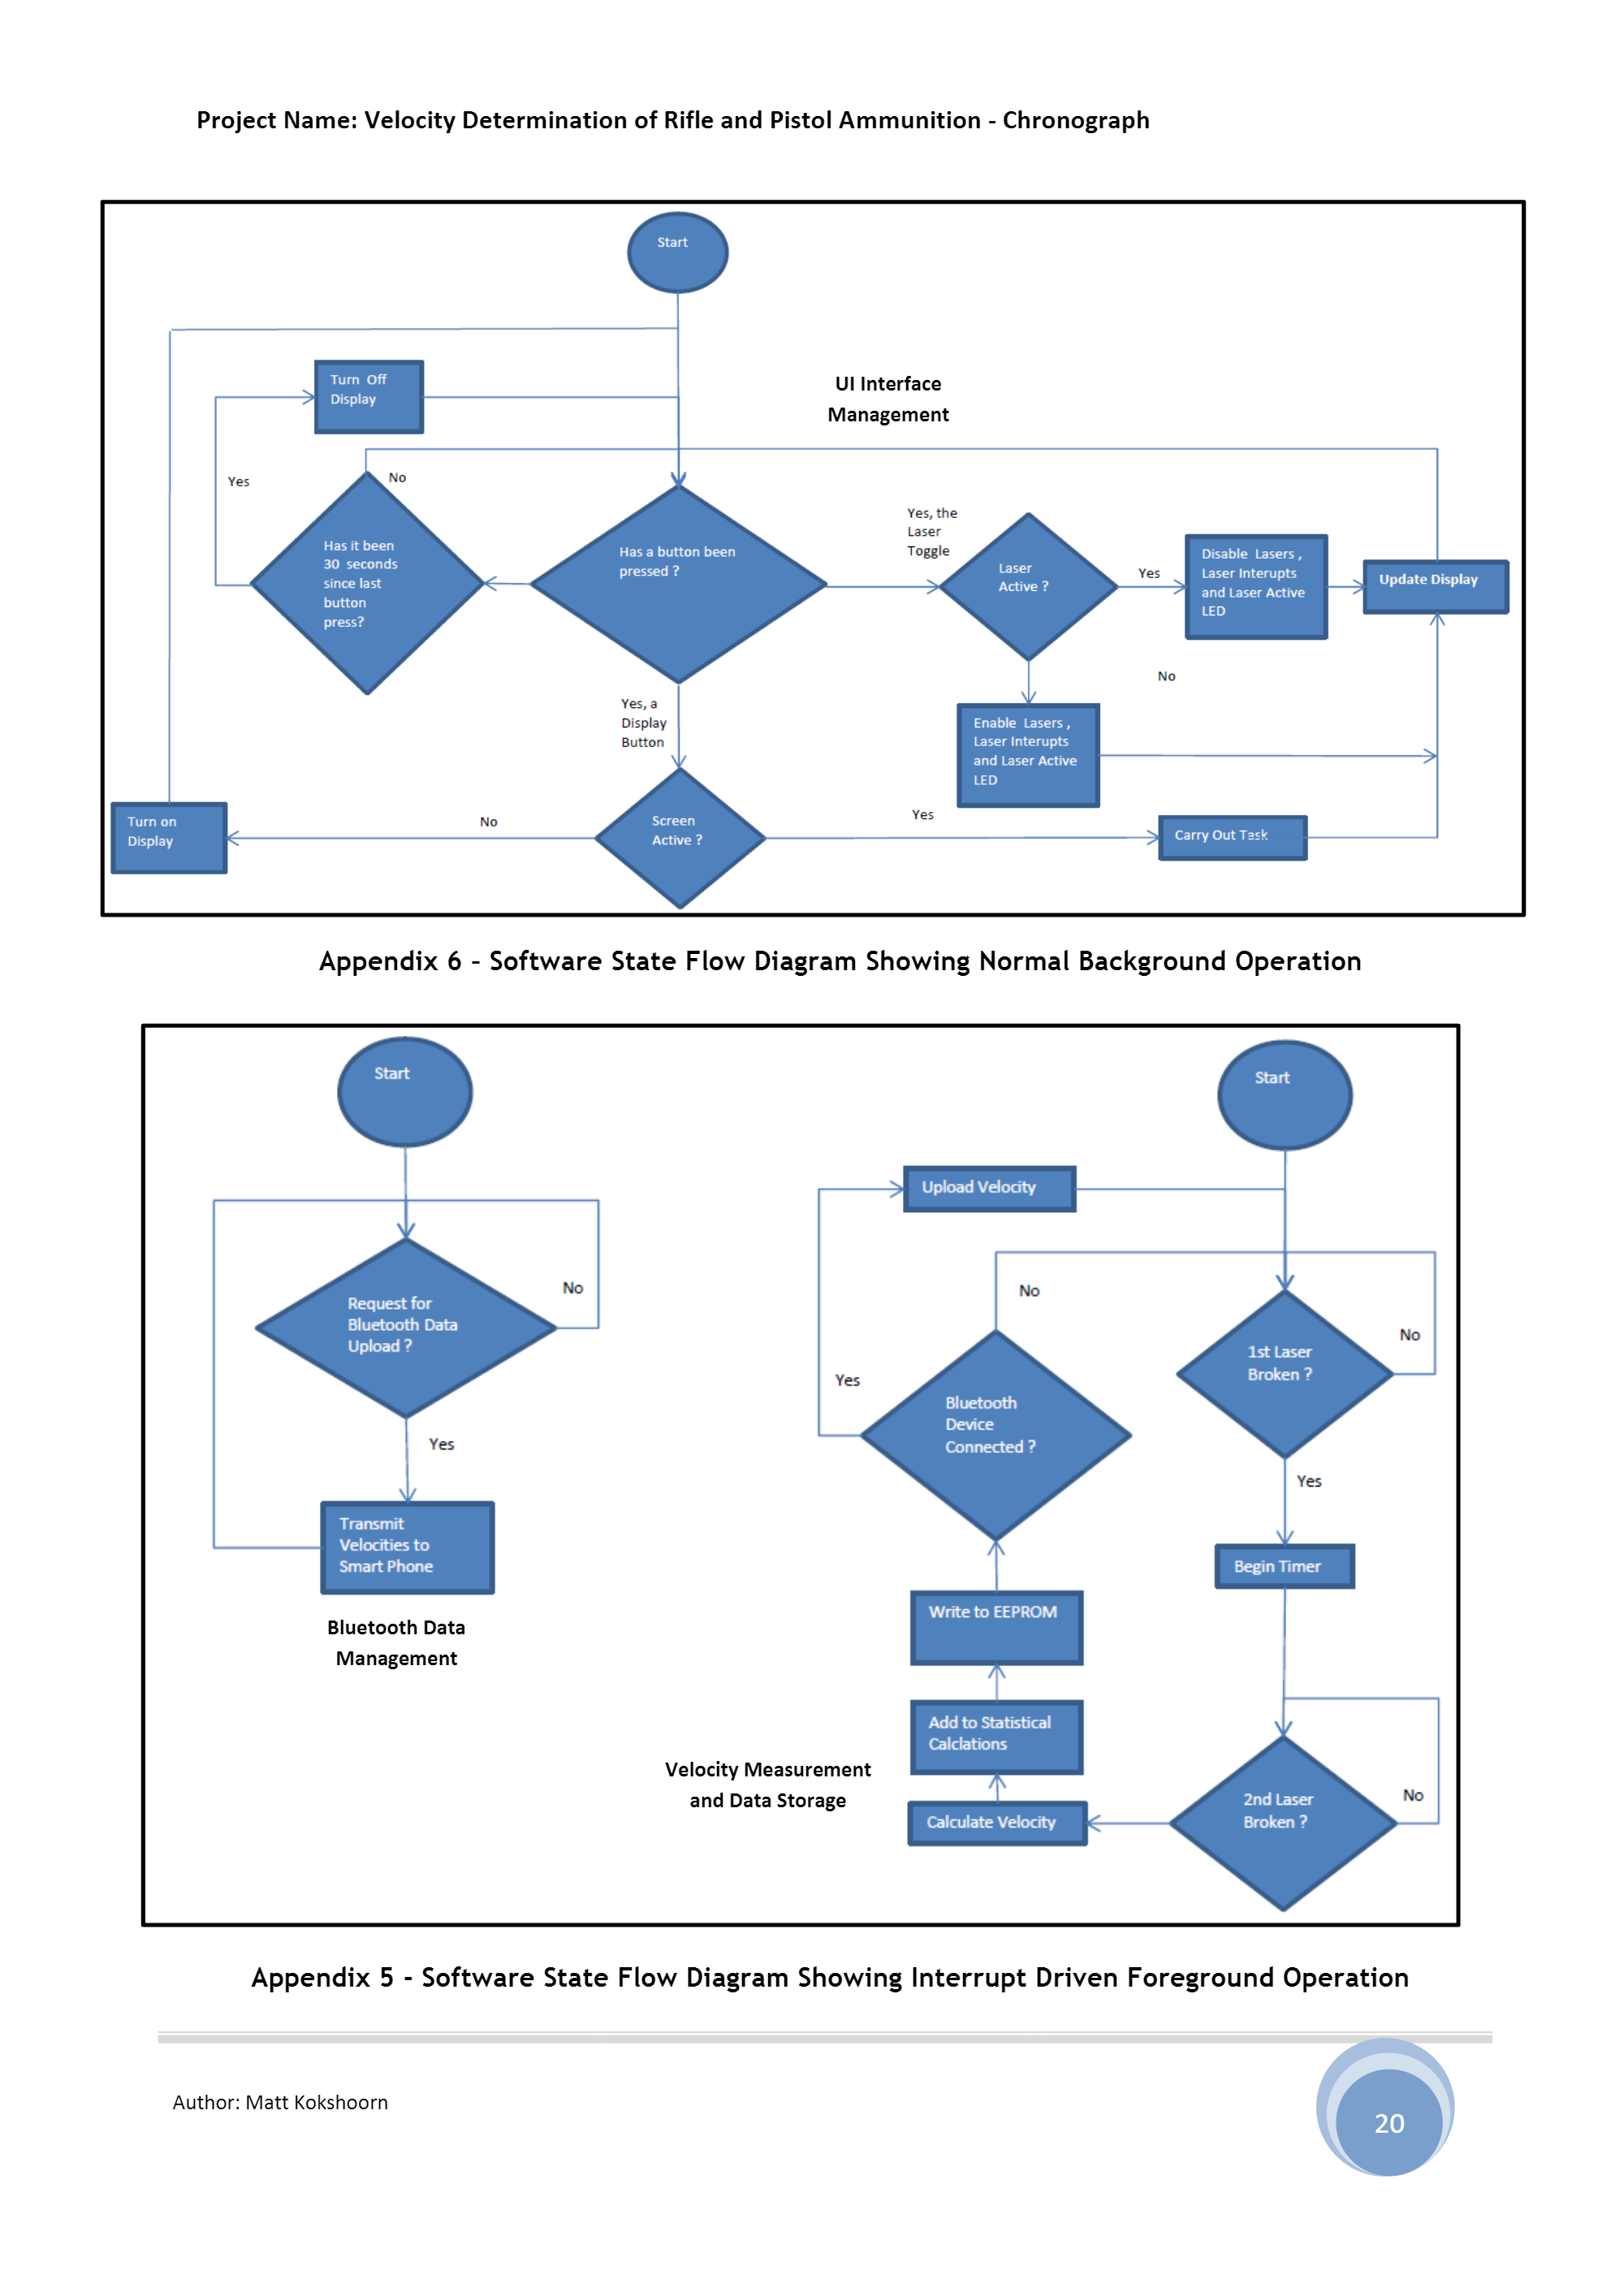 Project Name: Velocity Determination of Rifle and Pistol Ammunition - Chronograph
Start
Turn Off
Display
UI Interface
Management
Yes
No
Has it been
30 seconds
since last
button
press?
Has a button been
pressed ?
Yes, the
Laser
Toggle
Laser
Active ?
Yes
Disable Lasers ,
Laser Interupts
and Laser Active
LED
Update Display
No
Yes, a
Display
Button
Enable Lasers ,
Laser Interupts
and Laser Active
LED
Turn on
Display
No
Screen
Active ?
Yes
Carry Out Task
Appendix 6 – Software State Flow Diagram Showing Normal Background Operation
Start
Request for
Bluetooth Data
Upload ?
No
Yes
Transmit
Velocities to
Smart Phone
Bluetooth Data
Management
Start
Upload Velocity
No
Yes
Bluetooth
Device
Connected ?
1st Laser
Broken ?
No
Yes
Begin Timer
Write to EEPROM
Add to Statistical
Calclations
Velocity Measurement
and Data Storage
Calculate Velocity
2nd Laser
Broken ?
No
Appendix 5 - Software State Flow Diagram Showing Interrupt Driven Foreground Operation
Author: Matt Kokshoorn
20